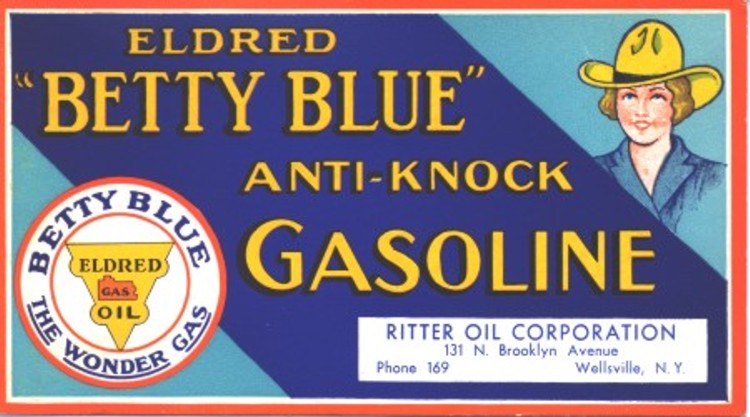 ELDRED
"BETTY BLUE"
ANTI-KNOCK
GASOLINE
BETTY BLUE
ELDRED
GAS
OIL
THE WONDER GAS
RITTER OIL CORPORATION
131 N. Brooklyn Avenue
Phone 169 Wellsville, N. Y.